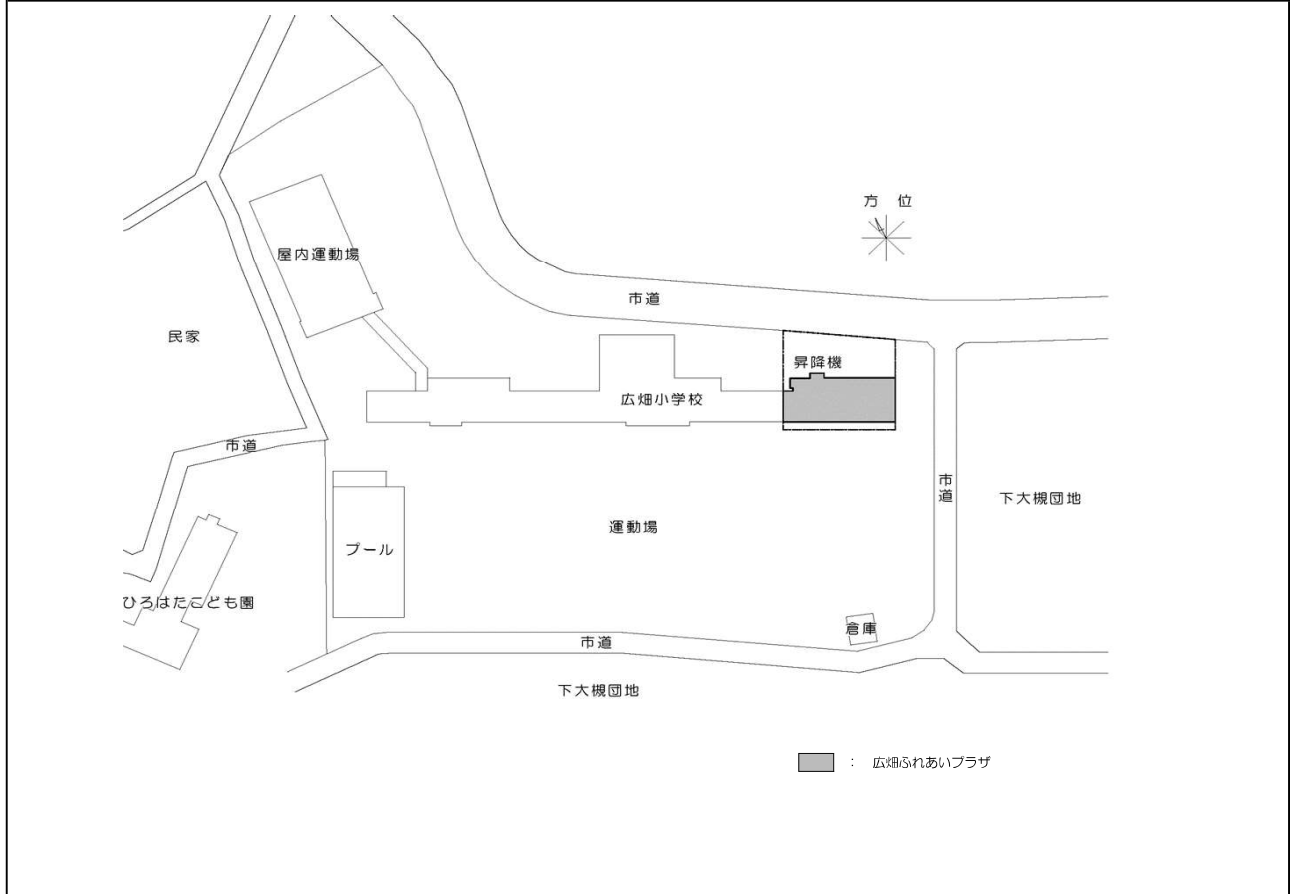 方 位
屋内運動場
市道
民家
昇降機
広畑小学校
市道
市道
下大槻団地
運動場
プール
ひろはたこども園
倉庫
市道
下大槻団地
： 広畑ふれあいプラザ